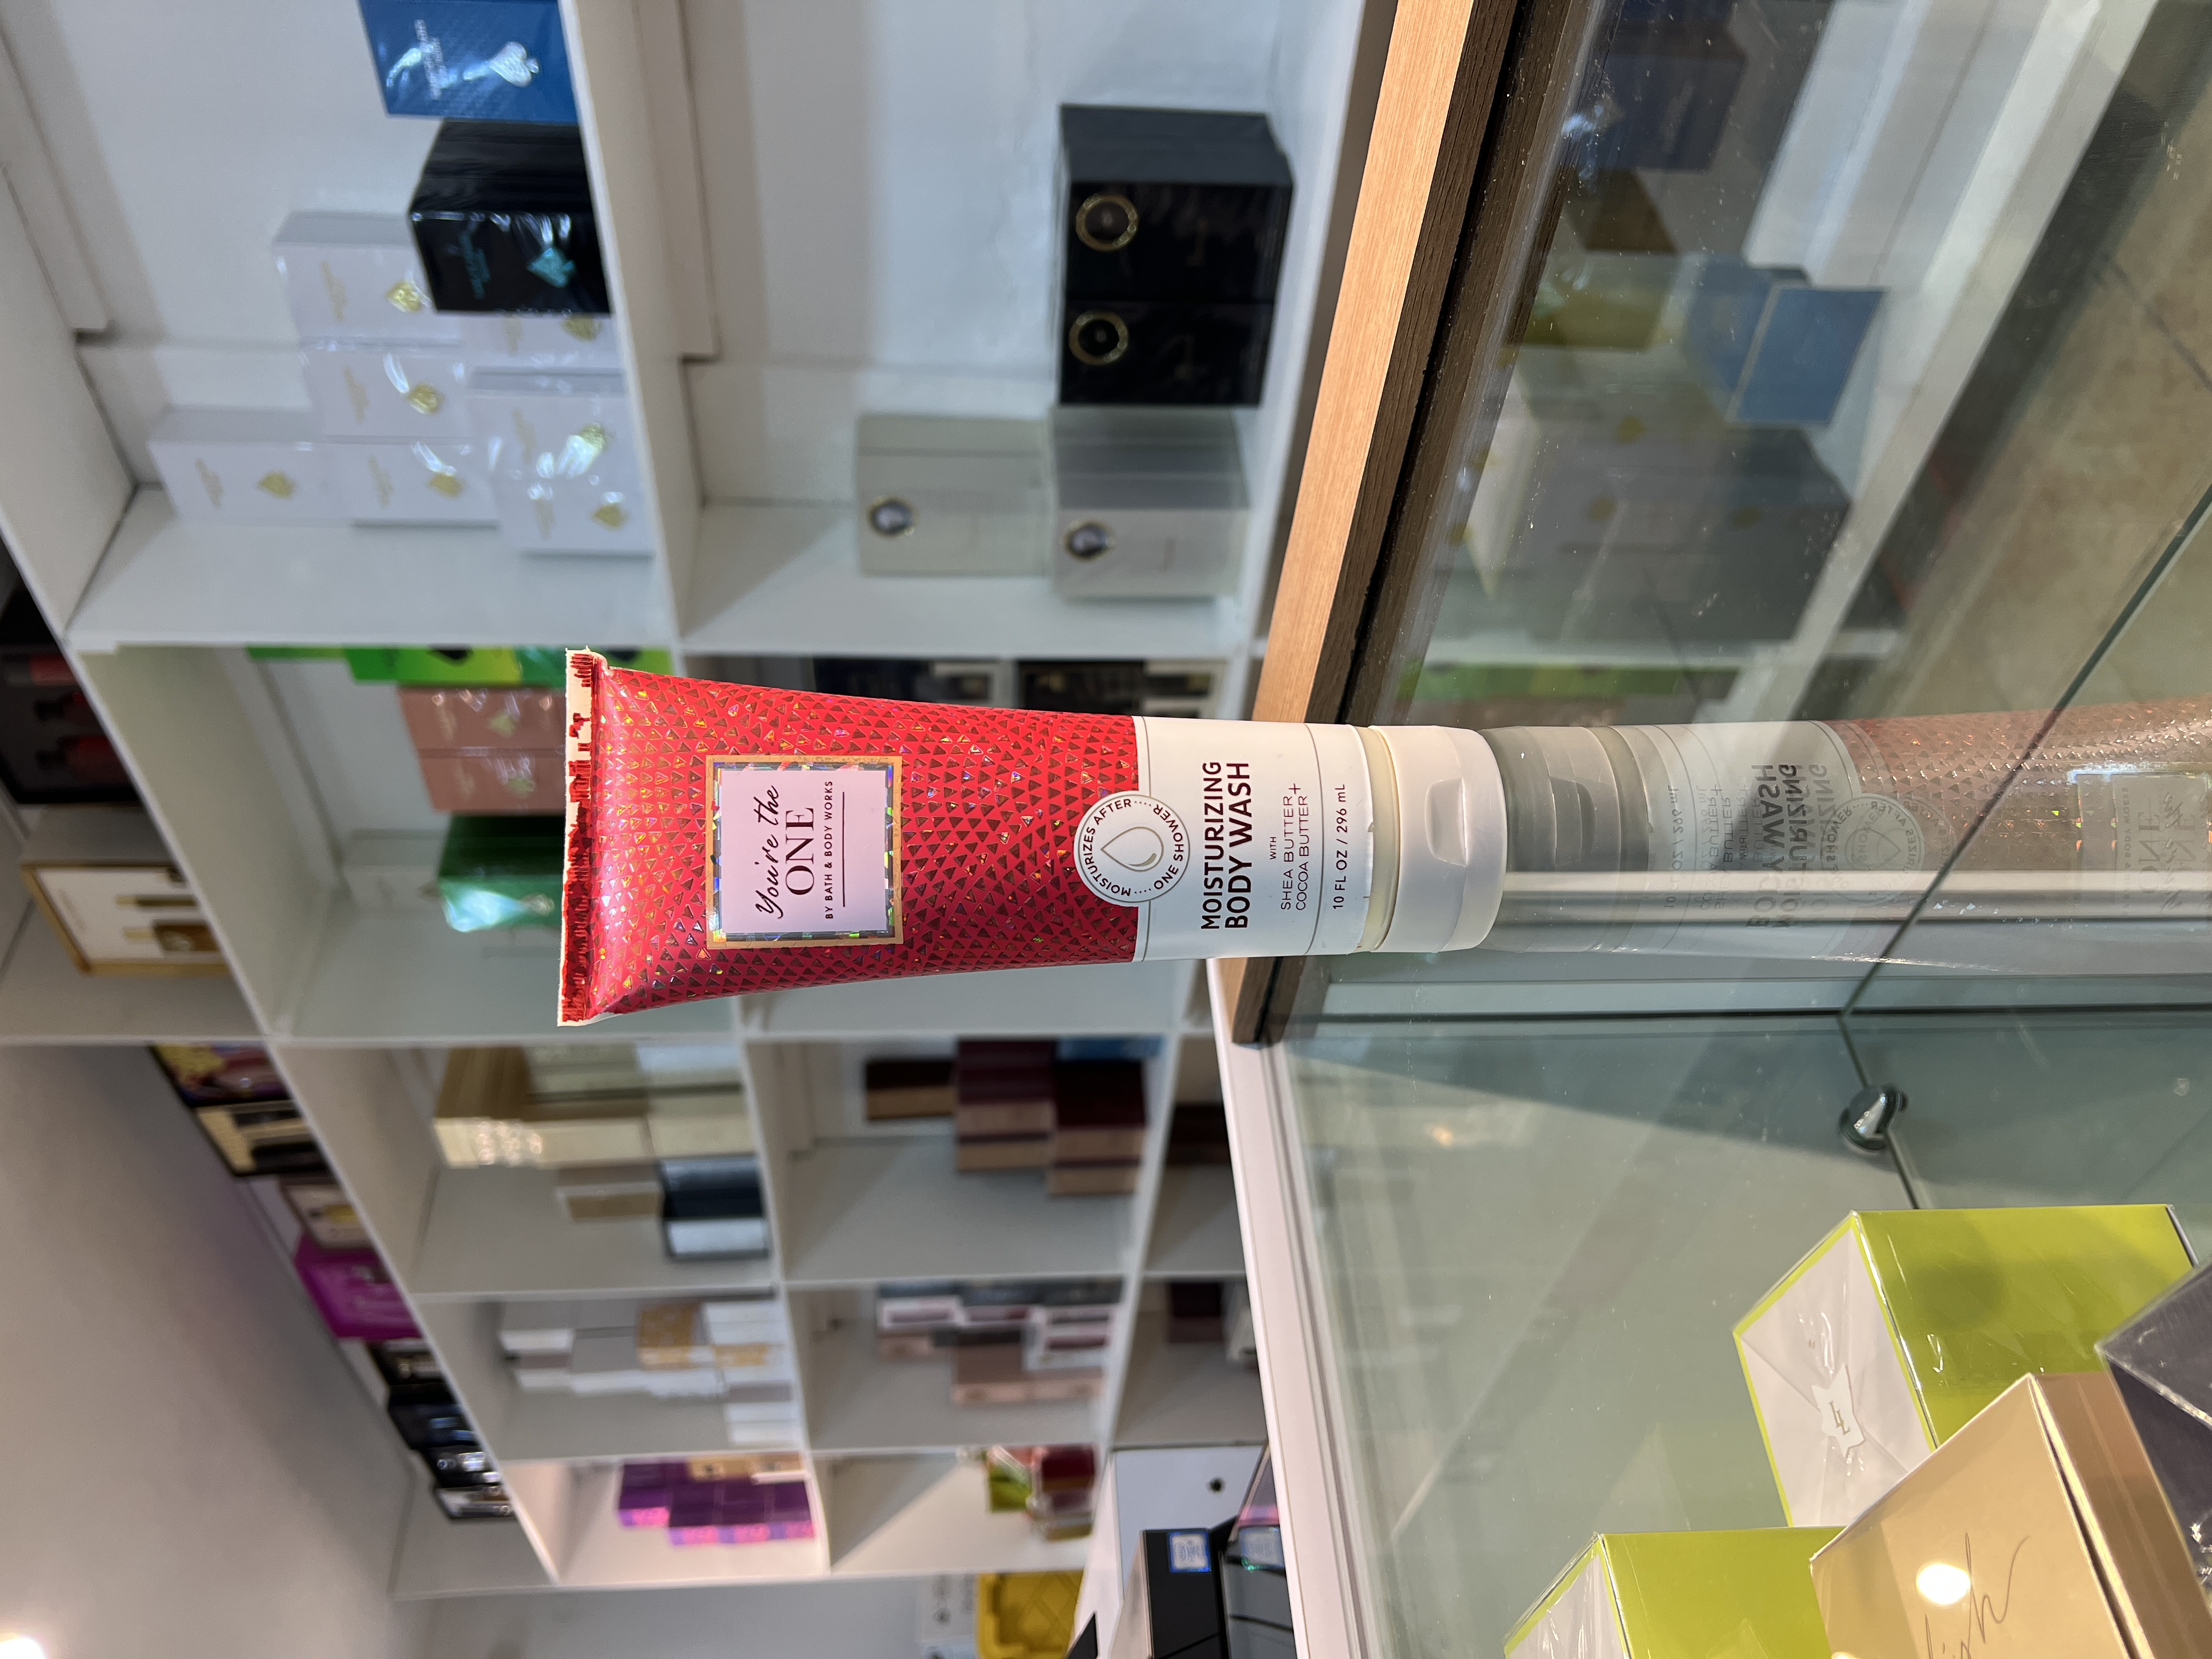 You're the
ONE
BY BATH & BODY WORKS
MOISTURIZES AFTER
ONE SHOWER
MOISTURIZING
BODY WASH
WITH
SHEA BUTTER+
COCOA BUTTER+
10 FL OZ / 296 mL